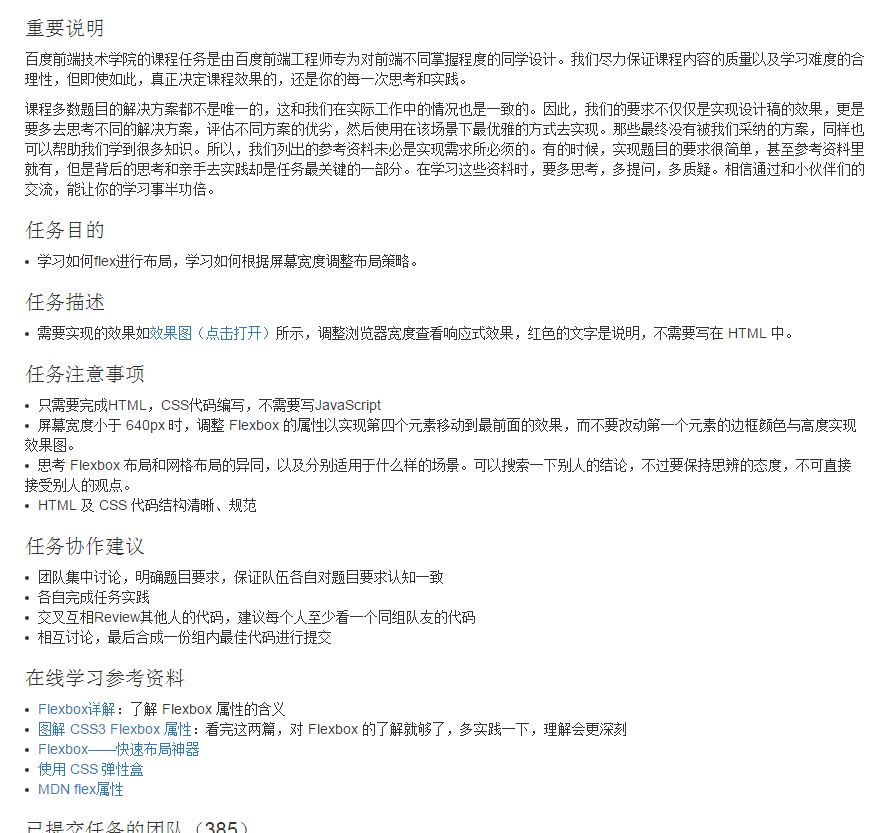 重要说明
百度前端技术学院的课程任务是由百度前端工程师专为对前端不同掌握程度的同学设计。我们尽力保证课程内容的质量以及学习难度的合
理性，但即使如此，真正决定课程效果的，还是你的每一次思考和实践。
课程多数题目的解决方案都不是唯一的，这和我们在实际工作中的情况也是一致的。因此，我们的要求不仅仅是实现设计稿的效果，更是
要多去思考不同的解决方案，评估不同方案的优劣，然后使用在该场景下最优雅的方式去实现。那些最终没有被我们采纳的方案，同样也
可以帮助我们学到很多知识。所以，我们列出的参考资料未必是实现需求所必须的。有的时候，实现题目的要求很简单，甚至参考资料里
就有，但是背后的思考和亲手去实践却是任务最关键的一部分。在学习这些资料时，要多思考，多提问，多质疑。相信通过和小伙伴们的
交流，能让你的学习事半功倍。
任务目的
• 学习如何flex进行布局，学习如何根据屏幕宽度调整布局策略。
任务描述
• 需要实现的效果如效果图（点击打开）所示，调整浏览器宽度查看响应式效果，红色的文字是说明，不需要写在 HTML 中。
任务注意事项
• 只需要完成HTML，CSS代码编写，不需要写JavaScript
• 屏幕宽度小于 640px 时，调整 Flexbox 的属性以实现第四个元素移动到最前面的效果，而不要改动第一个元素的边框颜色与高度实现
效果图。
• 思考 Flexbox 布局和网格布局的异同，以及分别适用于什么样的场景。可以搜索一下别人的结论，不过要保持思辨的态度，不可直接
接受别人的观点。
• HTML 及 CSS 代码结构清晰、规范
任务协作建议
• 团队集中讨论，明确题目要求，保证队伍各自对题目要求认知一致
• 各自完成任务实践
• 交叉互相Review其他人的代码，建议每个人至少看一个同组队友的代码
• 相互讨论，最后合成一份组内最佳代码进行提交
在线学习参考资料
• Flexbox详解：了解 Flexbox 属性的含义
• 图解 CSS3 Flexbox 属性：看完这两篇，对 Flexbox 的了解就够了，多实践一下，理解会更深刻
• Flexbox——快速布局神器
• 使用 CSS 弹性盒
• MDN flex属性
已提交任务的团队（385）